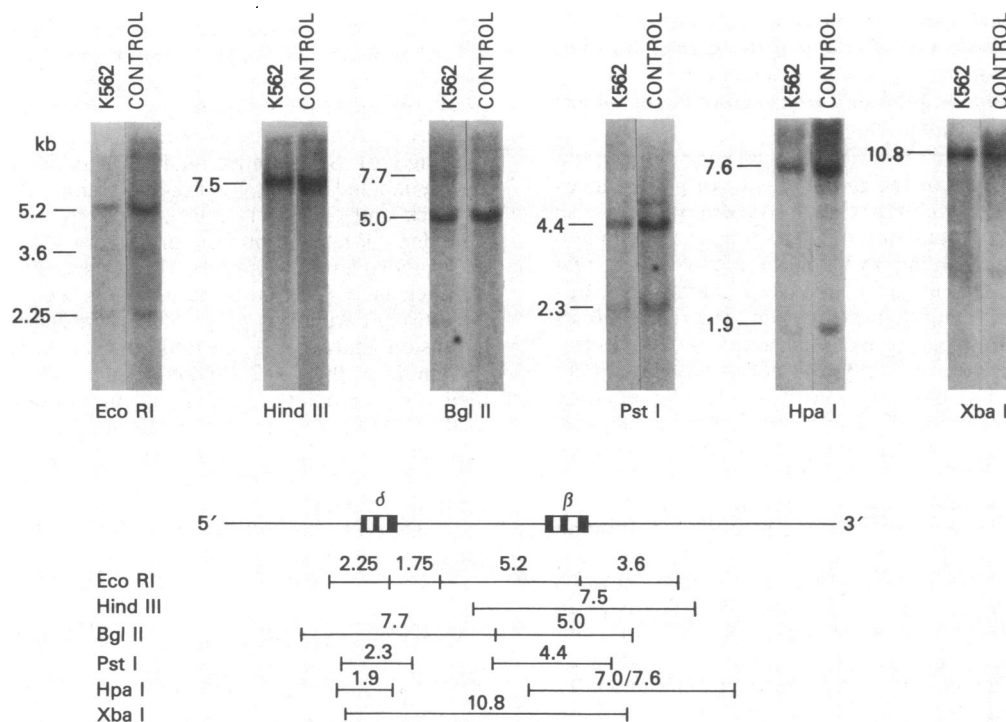 K562 CONTROL
K562 CONTROL
K562 CONTROL
K562 CONTROL
K562 CONTROL
K562 CONTROL
kb
5.2
3.6
2.25
7.5
7.7
5.0
4.4
2.3
7.6
1.9
10.8
Eco RI Hind III Bgl II Pst I Hpa I Xba I
δ β
5′ 3′
2.25 1.75 5.2 3.6
Eco RI
7.5
Hind III
7.7 5.0
Bgl II
2.3 4.4
Pst I
1.9 7.0/7.6
Hpa I
10.8
Xba I